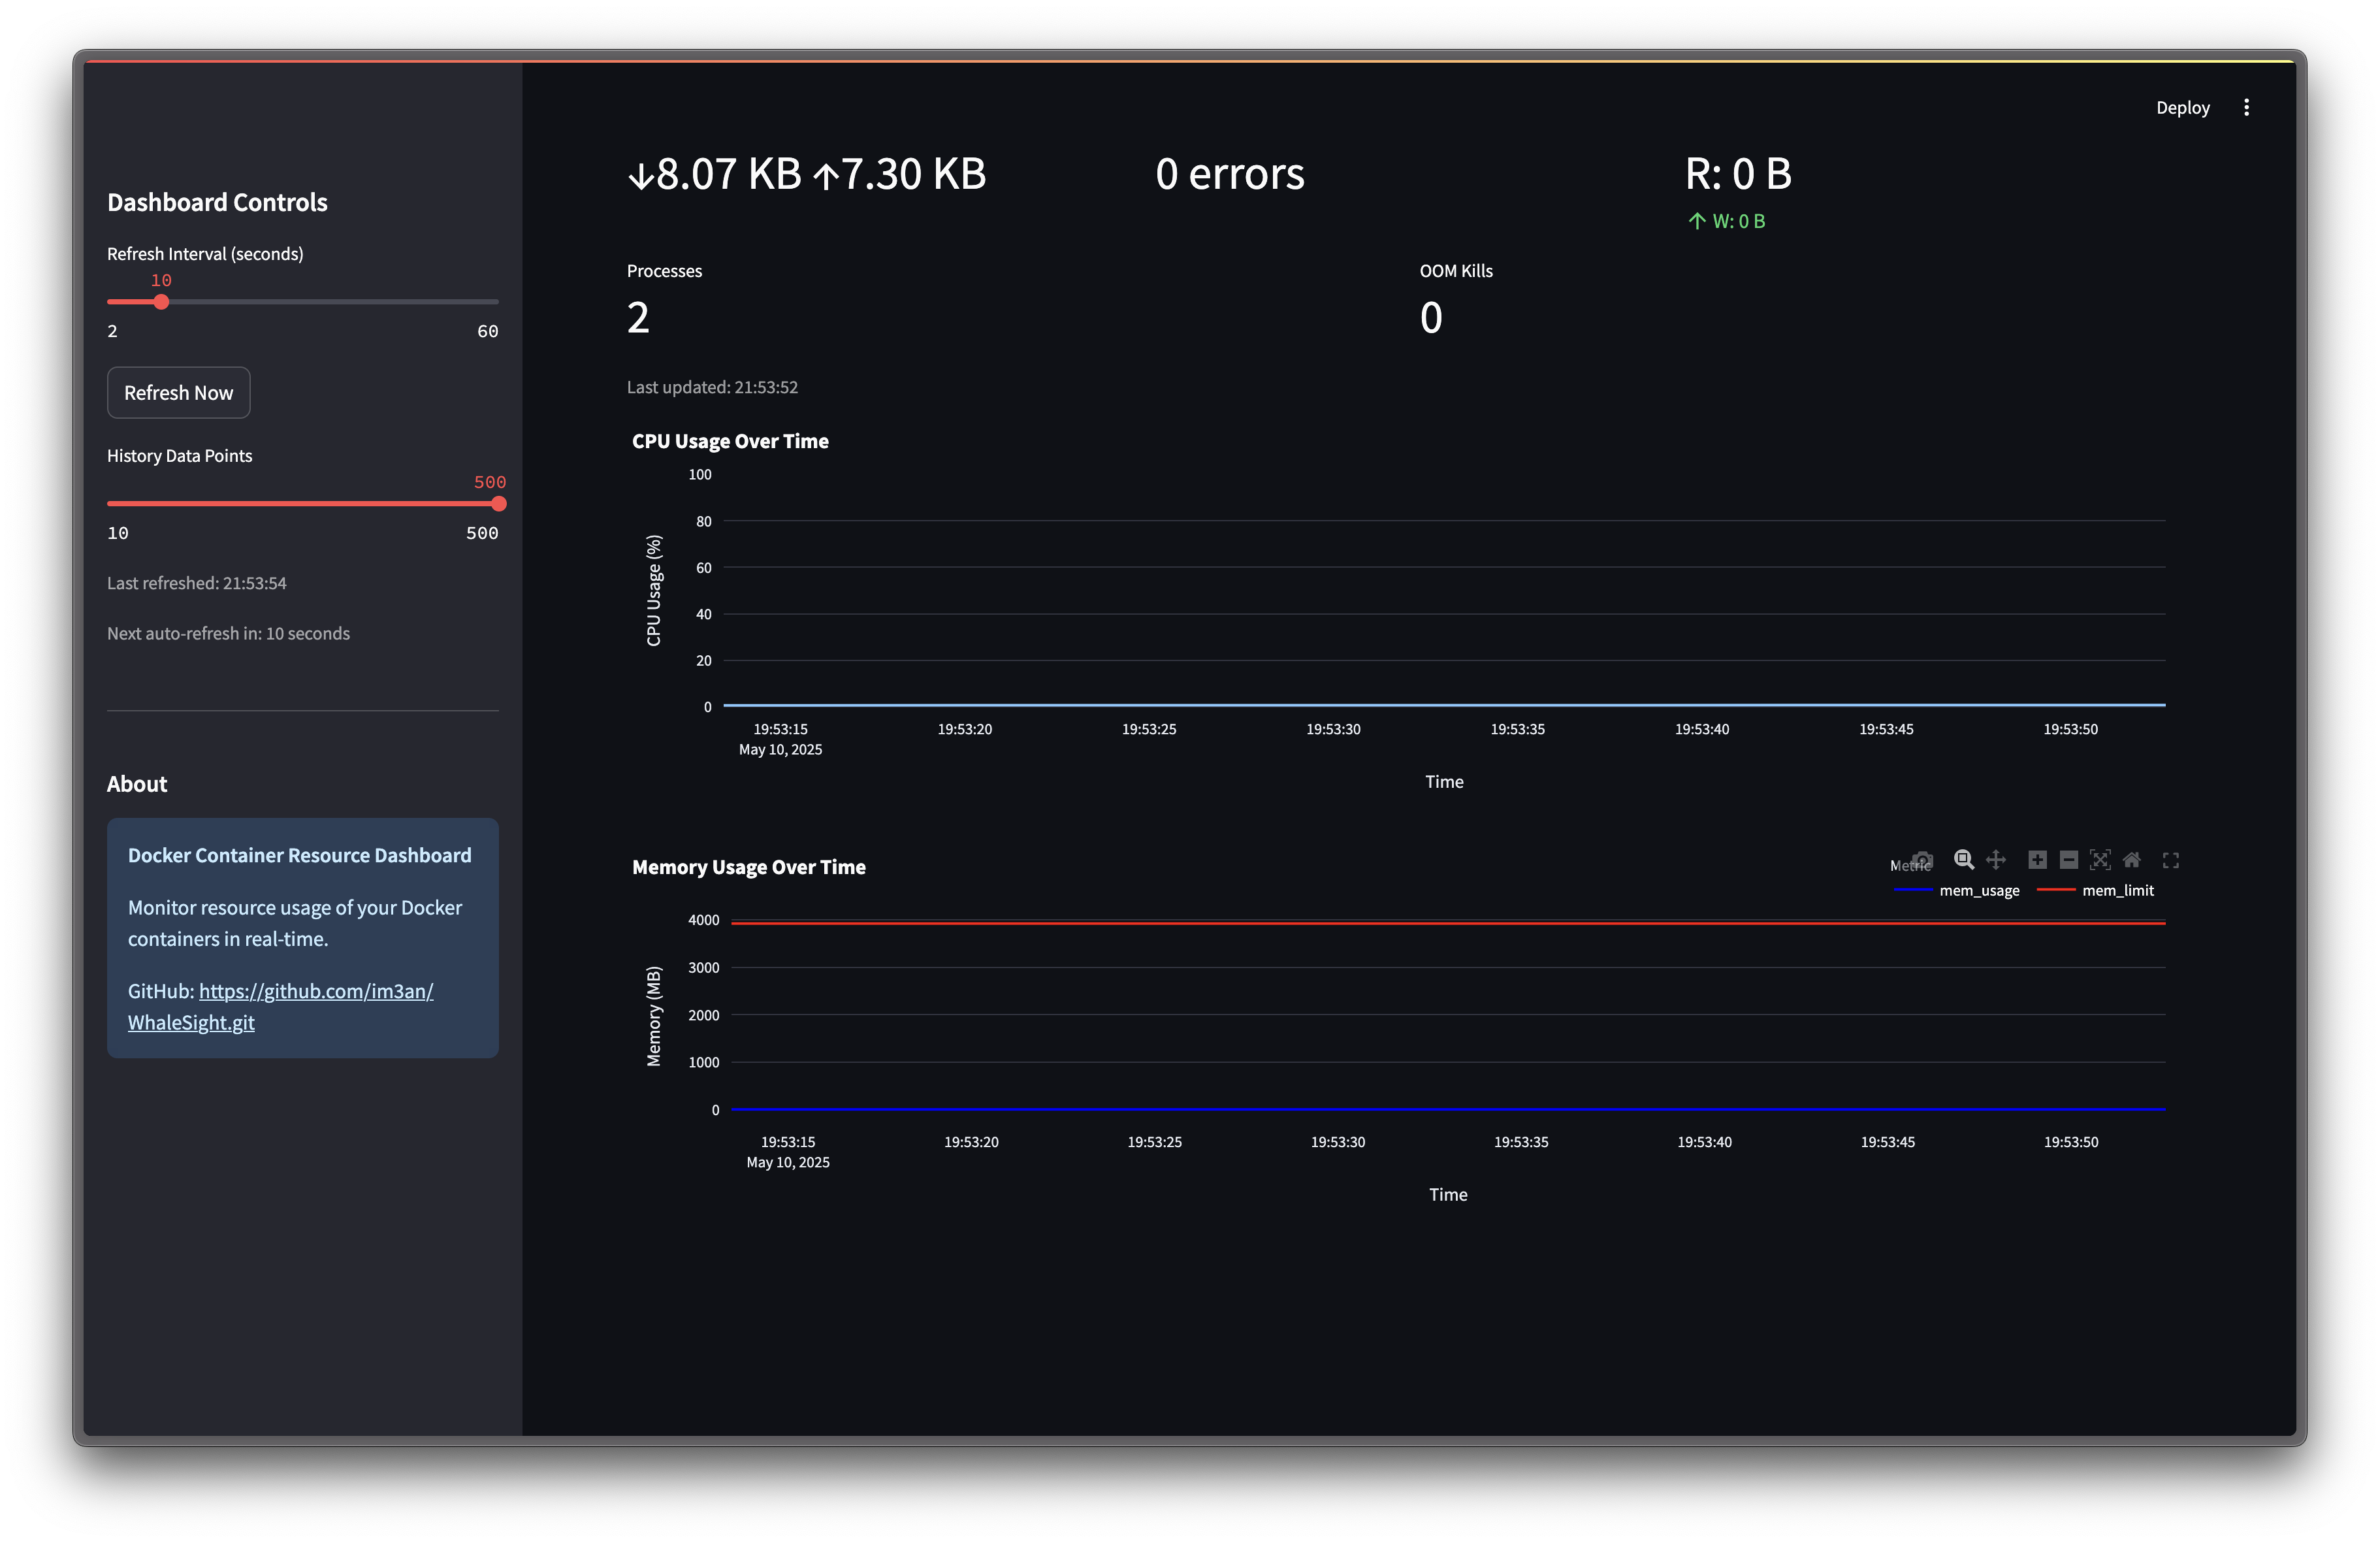 Deploy
Dashboard Controls
Refresh Interval (seconds)
10
2 60
Refresh Now
History Data Points
500
10 500
Last refreshed: 21:53:54
Next auto-refresh in: 10 seconds
About
Docker Container Resource Dashboard
Monitor resource usage of your Docker
containers in real-time.
GitHub: https://github.com/im3an/
WhaleSight.git
↓8.07 KB ↑7.30 KB 0 errors R: 0 B
↑ W: 0 B
Processes OOM Kills
2 0
Last updated: 21:53:52
CPU Usage Over Time
100
80
60
40
20
0
CPU Usage (%)
19:53:15 19:53:20 19:53:25 19:53:30 19:53:35 19:53:40 19:53:45 19:53:50
May 10, 2025
Time
Memory Usage Over Time
Metric
mem_usage mem_limit
4000
3000
2000
1000
0
Memory (MB)
19:53:15 19:53:20 19:53:25 19:53:30 19:53:35 19:53:40 19:53:45 19:53:50
May 10, 2025
Time